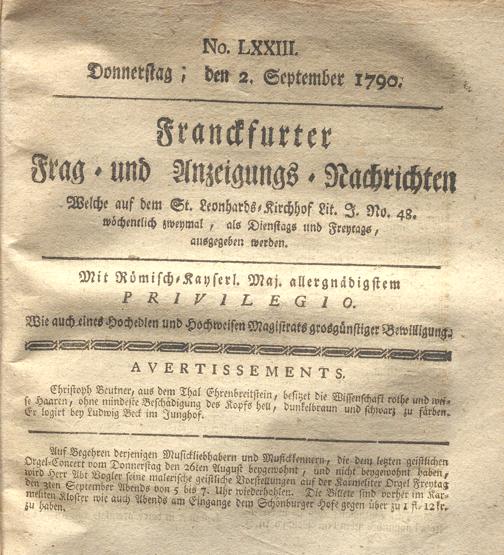 No. LXXIII.
Donnerstag; den 2. September 1790.
Franckfurter
Frag-und Anzeigungs-Nachrichten
Welche auf dem St. Leonhards-Kirchhof Lit. J. No. 48.
wöchentlich zweymal, als Dienstags und Freytags,
ausgegeben werden.
Mit Römisch-Kayserl. Maj. allergnädigstem
PRIVILEGIO.
Wie auch eines Hochedlen und Hochweisen Magistrats grosgünstiger Bewilligung.
AVERTISSEMENTS.
Christoph Beutner, aus dem Thal Ehrenbreitstein, besitzet die Wissenschaft rothe und wei-
se Haaren, ohne mindeste Beschädigung des Kopfs hell, dunkelbraun und schwarz zu färben.
Er logirt bey Ludwig Beck im Junghof.
Auf Begehren derjenigen Musickliebhabern und Musickkennern, die dem letzten geistlichen
Orgel-Concert vom Donnerstag den 26ten August beygewohnt, und nicht beygewohnt haben,
wird Herr Abt Vogler seine malerische geistliche Vorstellungen auf der Karmeliter Orgel Freytag
den 3ten September Abends von 5 bis 7. Uhr wiederhohlen. Die Billete sind vorher im Kar-
meliten Kloster wie auch Abends am Eingange dem Schönborger Hofe gegen über zu 1 fl. 12 kr.
zu haben.